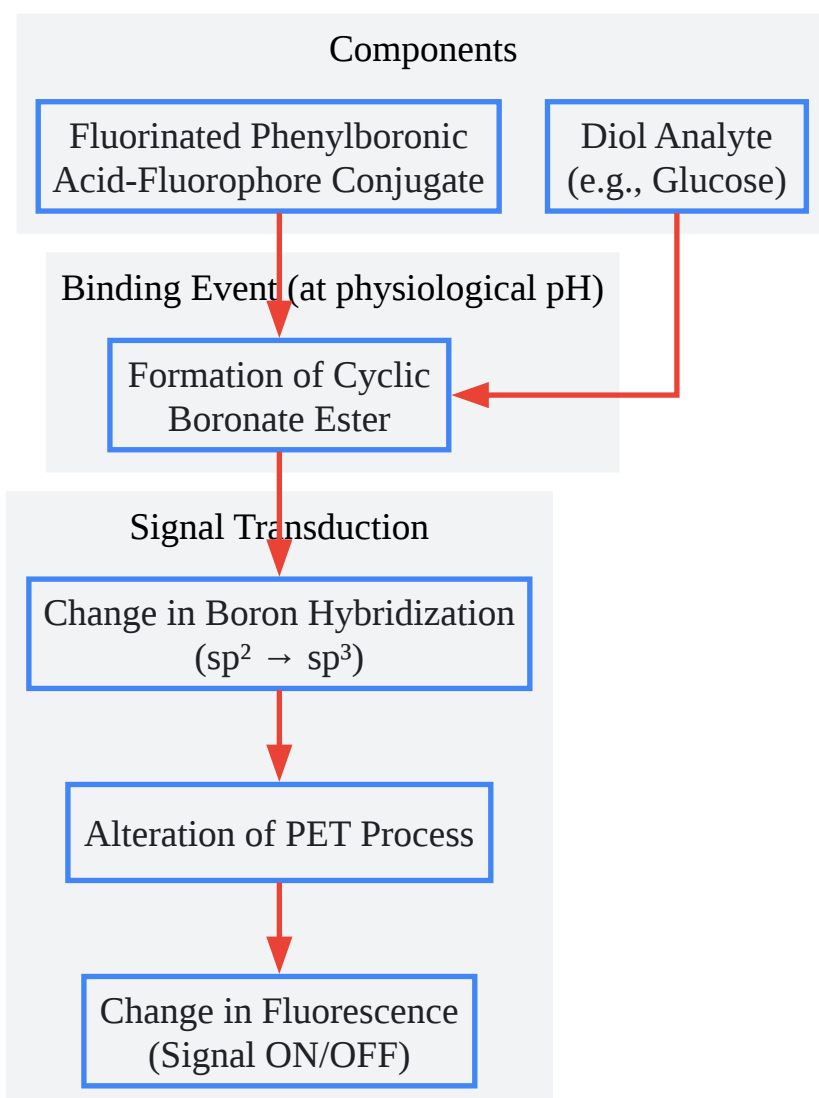 Components
Fluorinated Phenylboronic
Acid-Fluorophore Conjugate
Diol Analyte
(e.g., Glucose)
Binding Event (at physiological pH)
Formation of Cyclic
Boronate Ester
Signal Transduction
Change in Boron Hybridization
(sp² → sp³)
Alteration of PET Process
Change in Fluorescence
(Signal ON/OFF)